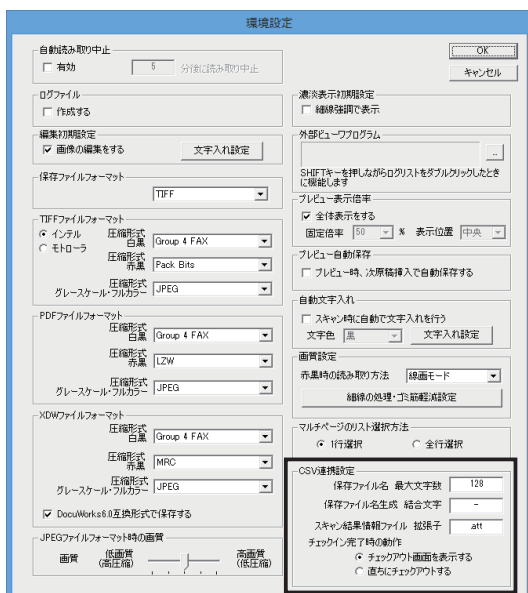 環境設定
自動読み取り中止
有効 5 分後に読み取り中止
OK
キャンセル
ログファイル
作成する
濃淡表示初期設定
細線強調で表示
編集初期設定
画像の編集をする 文字入れ設定
外部ビューワプログラム
...
SHIFTキーを押しながらログリストをダブルクリックしたとき
に機能します
保存ファイルフォーマット
TIFF
プレビュー表示倍率
全体表示をする
固定倍率 50 % 表示位置 中央
TIFFファイルフォーマット
インテル
モトローラ
圧縮形式
白黒 Group 4 FAX
圧縮形式
赤黒 Pack Bits
圧縮形式
グレースケール・フルカラー JPEG
プレビュー自動保存
プレビュー時、次原稿挿入で自動保存する
自動文字入れ
スキャン時に自動で文字入れを行う
文字色 黒 文字入れ設定
PDFファイルフォーマット
圧縮形式
白黒 Group 4 FAX
圧縮形式
赤黒 LZW
圧縮形式
グレースケール・フルカラー JPEG
画質設定
赤黒時の読み取り方法 線画モード
細線の処理・ゴミ筋軽減設定
XDWファイルフォーマット
圧縮形式
白黒 Group 4 FAX
圧縮形式
赤黒 MRC
圧縮形式
グレースケール・フルカラー JPEG
DocuWorks6.0互換形式で保存する
マルチページのリスト選択方法
1行選択 全行選択
CSV連携設定
保存ファイル名 最大文字数 128
保存ファイル名生成 結合文字 -
スキャン結果情報ファイル 拡張子 .att
チェックイン完了時の動作
チェックアウト画面を表示する
直ちにチェックアウトする
JPEGファイルフォーマット時の画質
画質 低画質
(高圧縮)
高画質
(低圧縮)